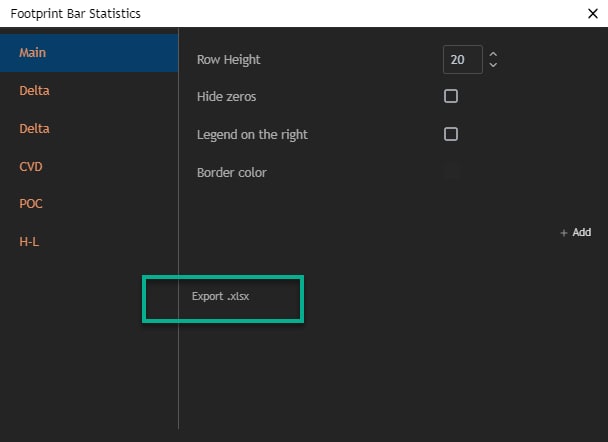 Footprint Bar Statistics
Main
Delta
Delta
CVD
POC
H-L
Row Height 20
Hide zeros
Legend on the right
Border color
+ Add
Export .xlsx